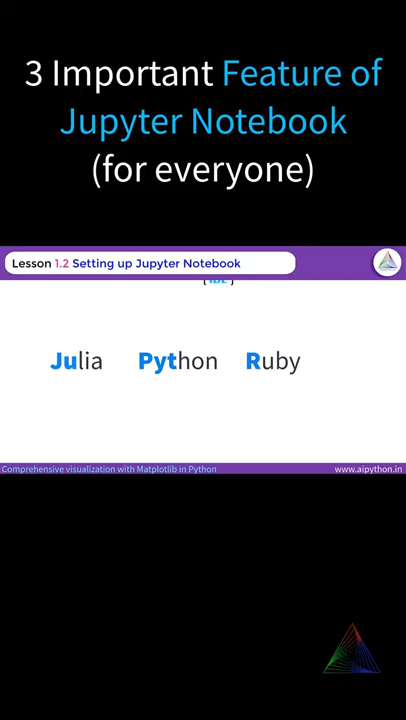 3 Important Feature of
Jupyter Notebook
(for everyone)
Lesson 1.2 Setting up Jupyter Notebook
Julia Python Ruby
Comprehensive visualization with Matplotlib in Python www.aipython.in